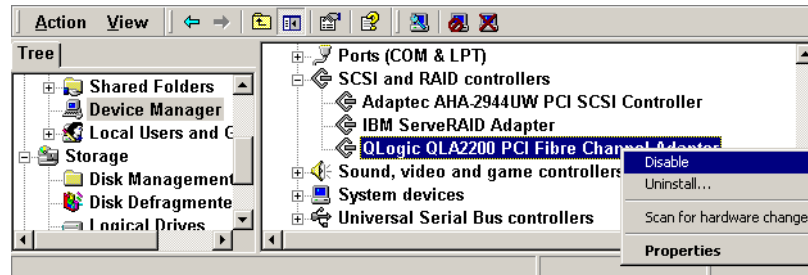 Action View
Tree
Shared Folders
Device Manager
Local Users and G
Storage
Disk Management
Disk Defragmente
Logical Drives
Ports (COM & LPT)
SCSI and RAID controllers
Adaptec AHA-2944UW PCI SCSI Controller
IBM ServeRAID Adapter
QLogic QLA2200 PCI Fibre Channel Adapter
Sound, video and game controllers
System devices
Universal Serial Bus controllers
Disable
Uninstall...
Scan for hardware change
Properties